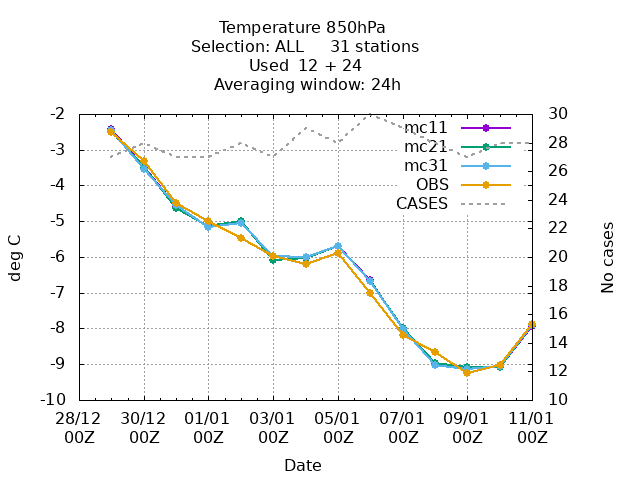 Temperature 850hPa
Selection: ALL 31 stations
Used 12 + 24
Averaging window: 24h
-2
-3
-4
-5
-6
-7
-8
-9
-10
deg C
30
28
26
24
22
20
18
16
14
12
10
No cases
mc11
mc21
mc31
OBS
CASES
28/12 30/12 01/01 03/01 05/01 07/01 09/01 11/01
00Z 00Z 00Z 00Z 00Z 00Z 00Z 00Z
Date